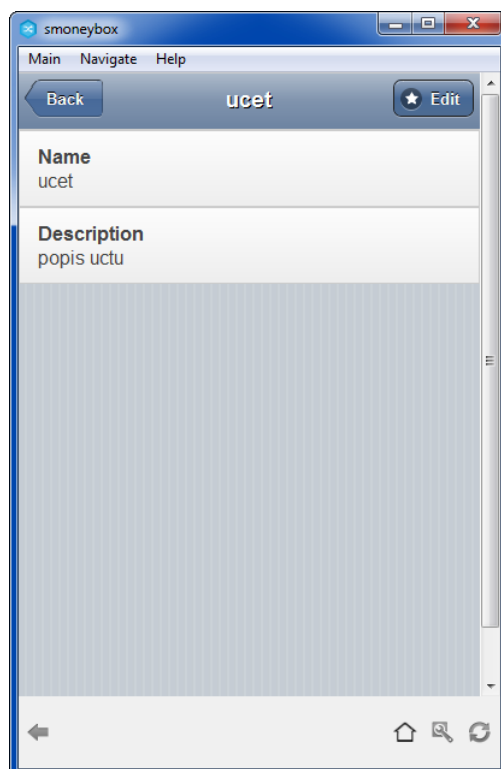 smoneybox
Main Navigate Help
Back ucet Edit
Name
ucet
Description
popis uctu